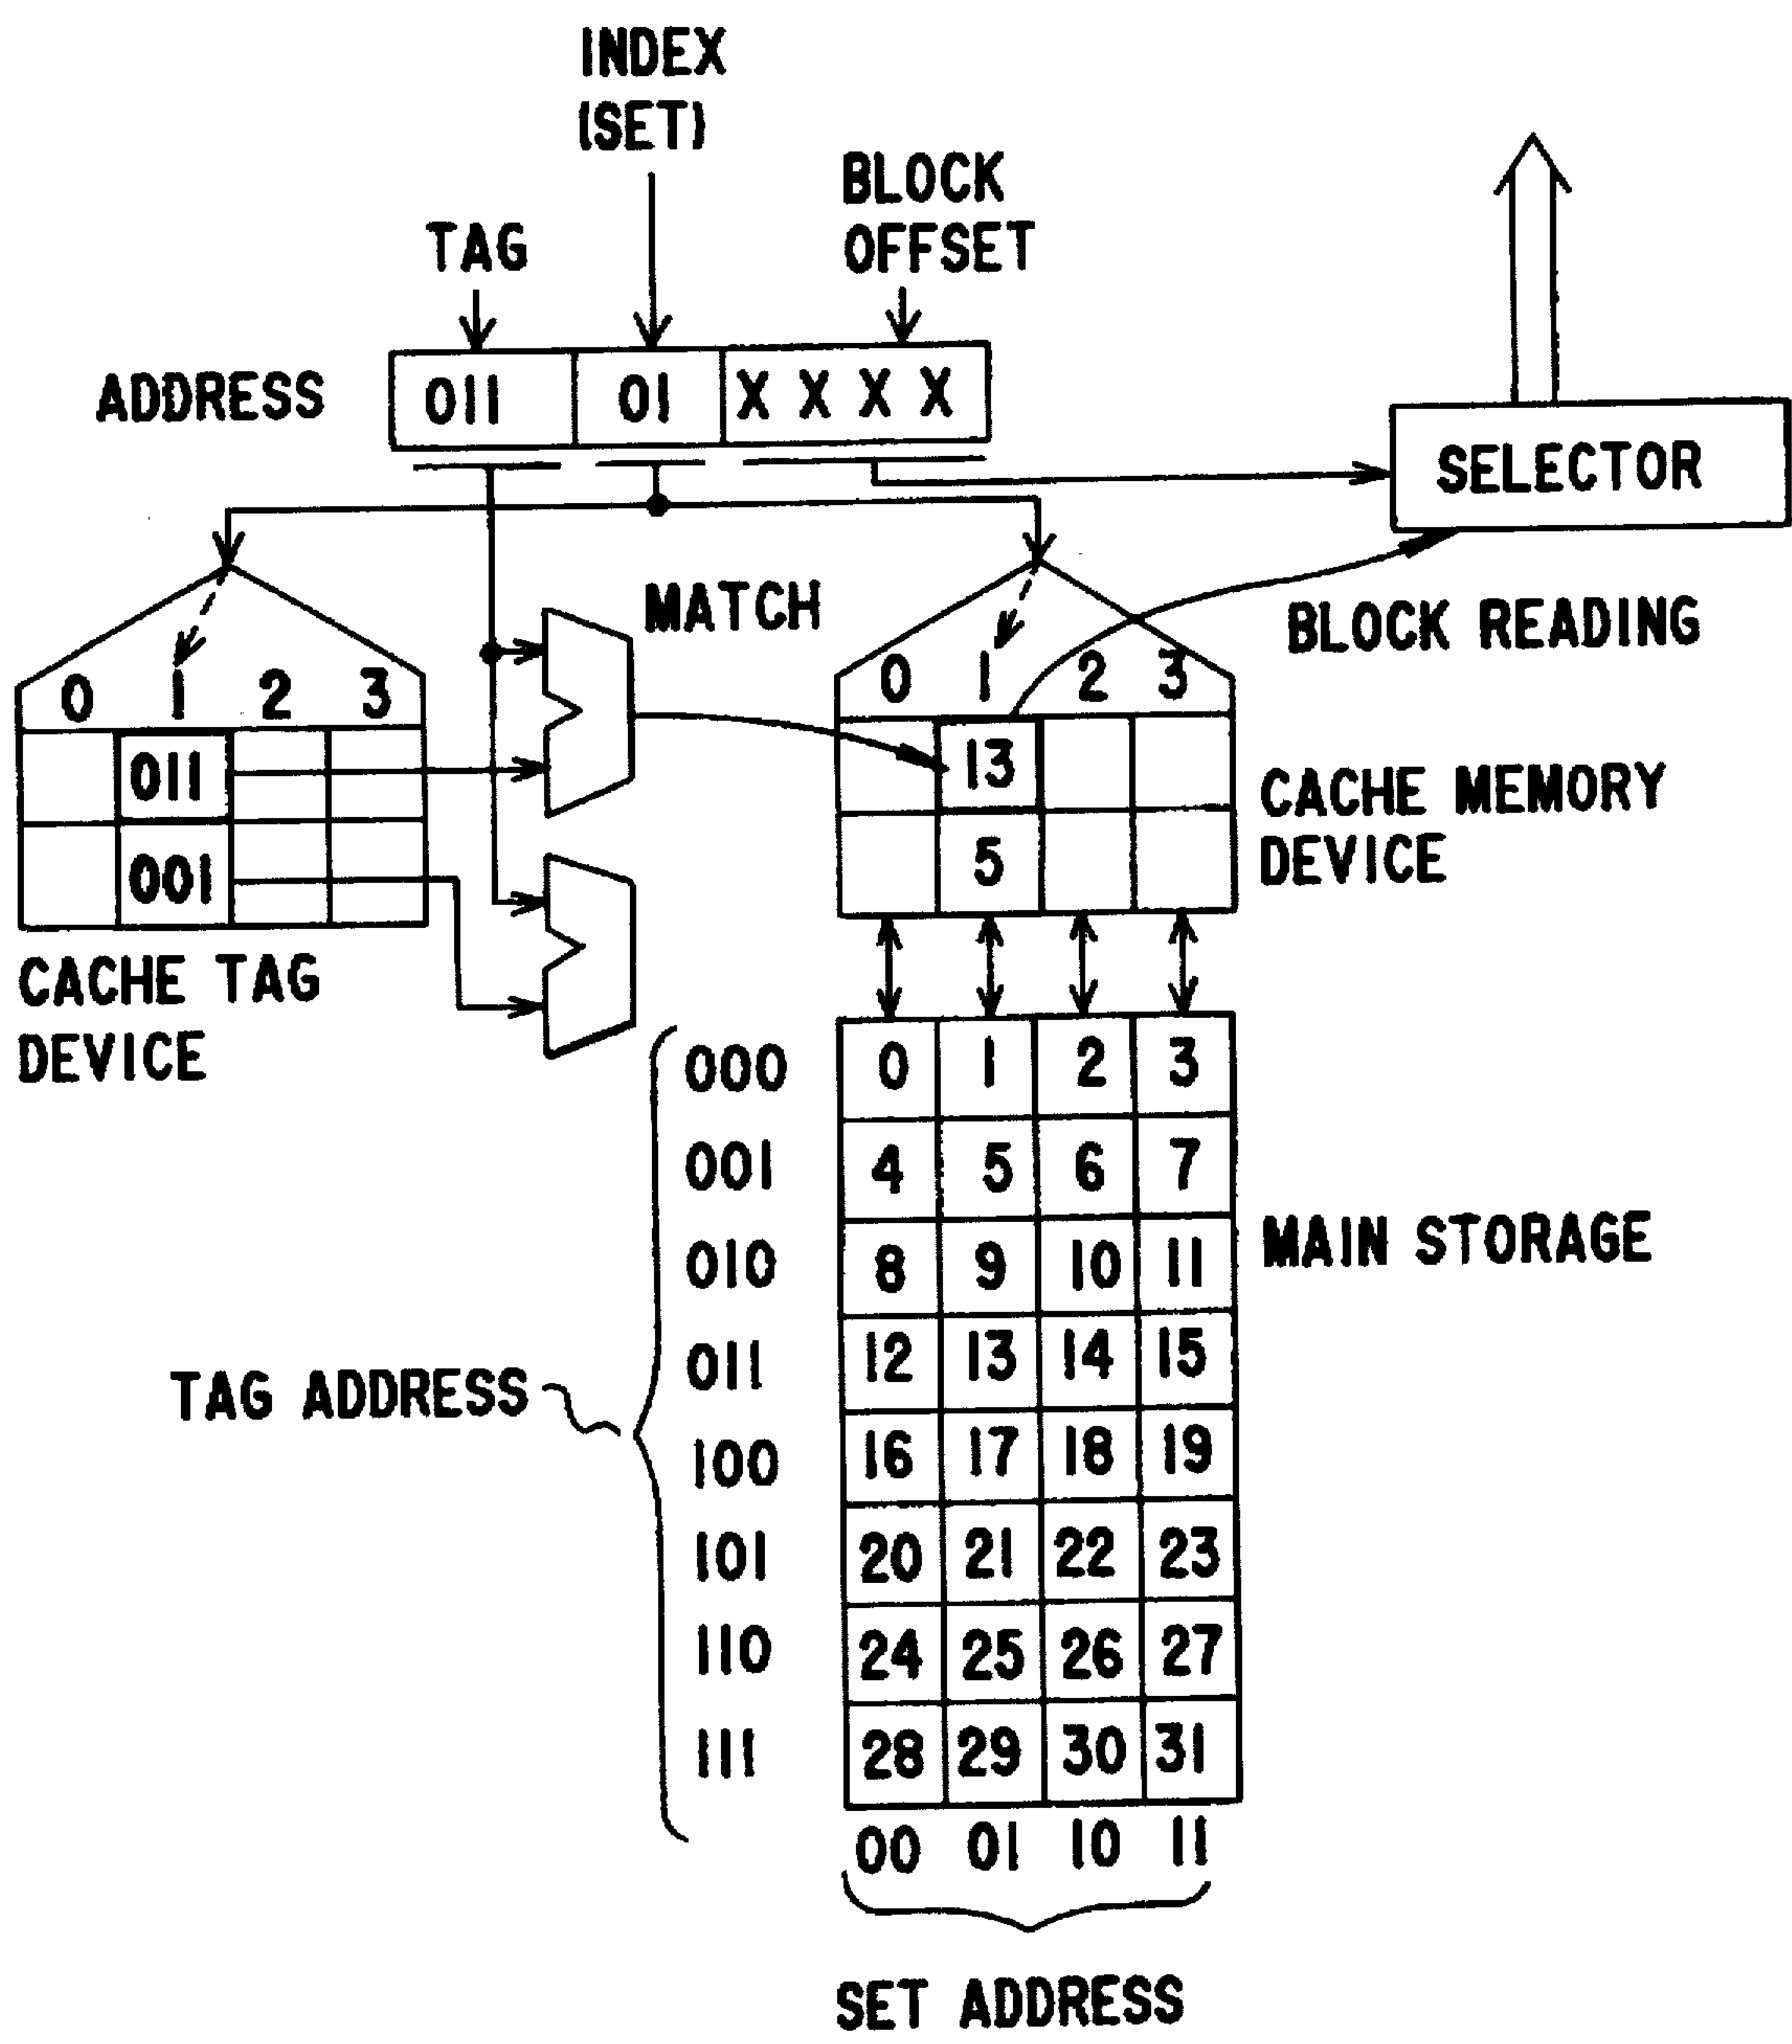 INDEX
(SET)
BLOCK
OFFSET
TAG
ADDRESS
011 01 X X X X
SELECTOR
MATCH
BLOCK READING
0 1 2 3
011
001
CACHE TAG
DEVICE
0 1 2 3
13
5
CACHE MEMORY
DEVICE
000 0 1 2 3
001 4 5 6 7
010 8 9 10 11
011 12 13 14 15
100 16 17 18 19
101 20 21 22 23
110 24 25 26 27
111 28 29 30 31
MAIN STORAGE
TAG ADDRESS
00 01 10 11
SET ADDRESS